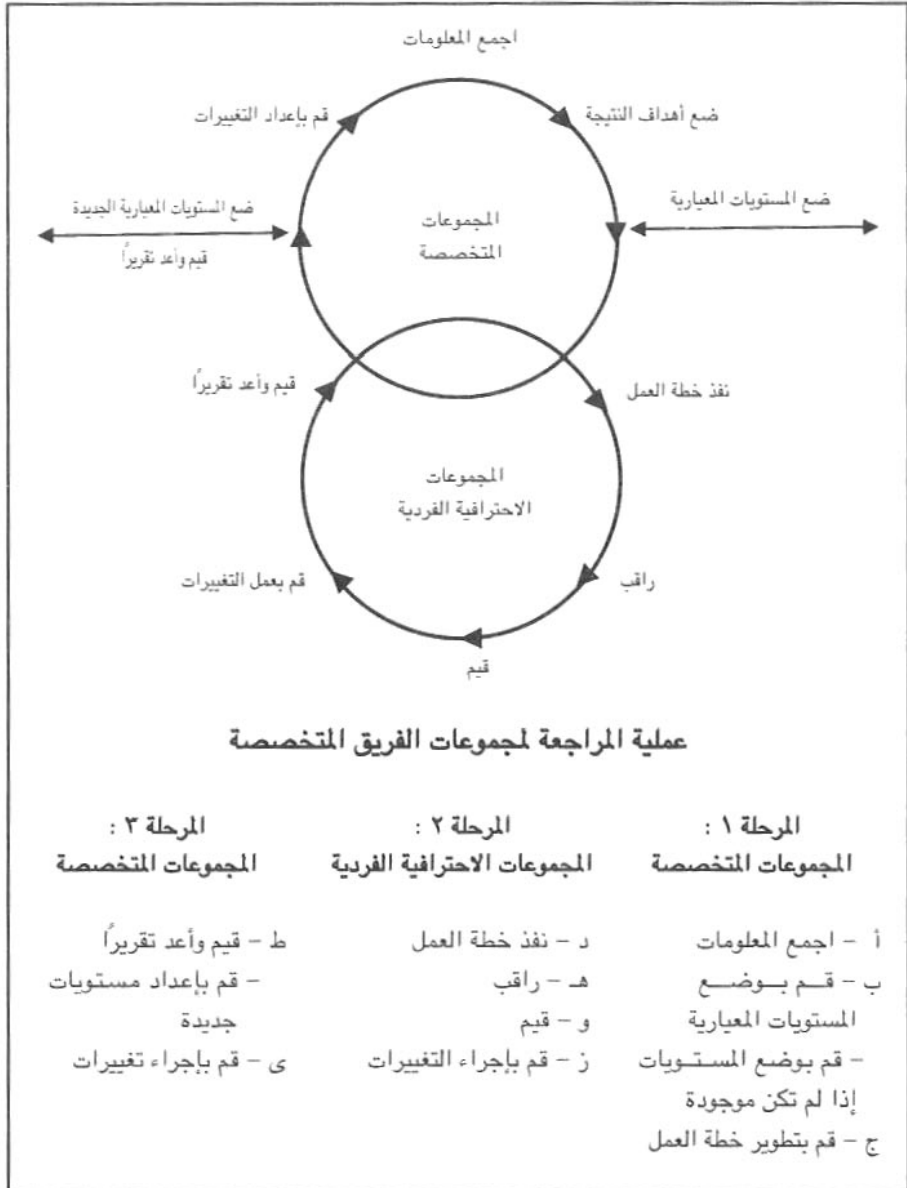 اجمع المعلومات
قم بإعداد التغييرات
ضع أهداف النتيجة
ضع المستويات المعيارية الجديدة
قيم وأعد تقريراً
المجموعات
المتخصصة
ضع المستويات المعيارية
قيم وأعد تقريراً
نفذ خطة العمل
المجموعات
الاحترافية الفردية
قم بعمل التغييرات
راقب
قيم
عملية المراجعة لمجموعات الفريق المتخصصة
المرحلة ١ :
المجموعات المتخصصة
أ - اجمع المعلومات
ب - قم بوضع
المستويات المعيارية
- قم بوضع المستويات
إذا لم تكن موجودة
ج - قم بتطوير خطة العمل
المرحلة ٢ :
المجموعات الاحترافية الفردية
د - نفذ خطة العمل
هـ - راقب
و - قيم
ز - قم بإجراء التغييرات
المرحلة ٣ :
المجموعات المتخصصة
ط - قيم وأعد تقريراً
- قم بإعداد مستويات
جديدة
ى - قم بإجراء تغييرات